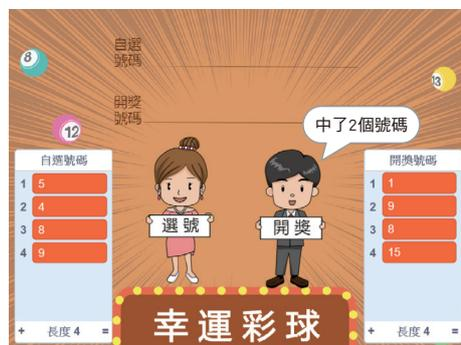 8
自選
號碼
13
開獎
號碼
12
中了2個號碼
自選號碼
1 5
2 4
3 8
4 9
+ 長度 4 =
選號
開獎
開獎號碼
1 1
2 9
3 8
4 15
+ 長度 4 =
幸運彩球